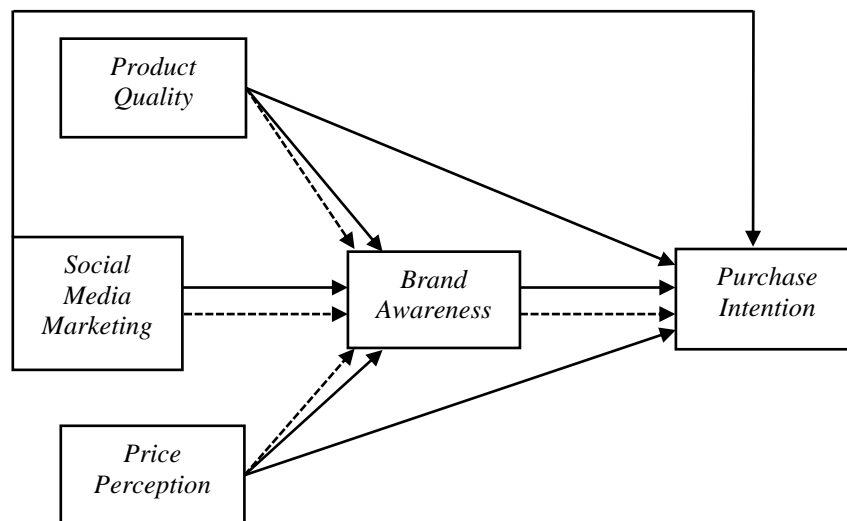 Product
Quality
Social
Media
Marketing
Brand
Awareness
Purchase
Intention
Price
Perception